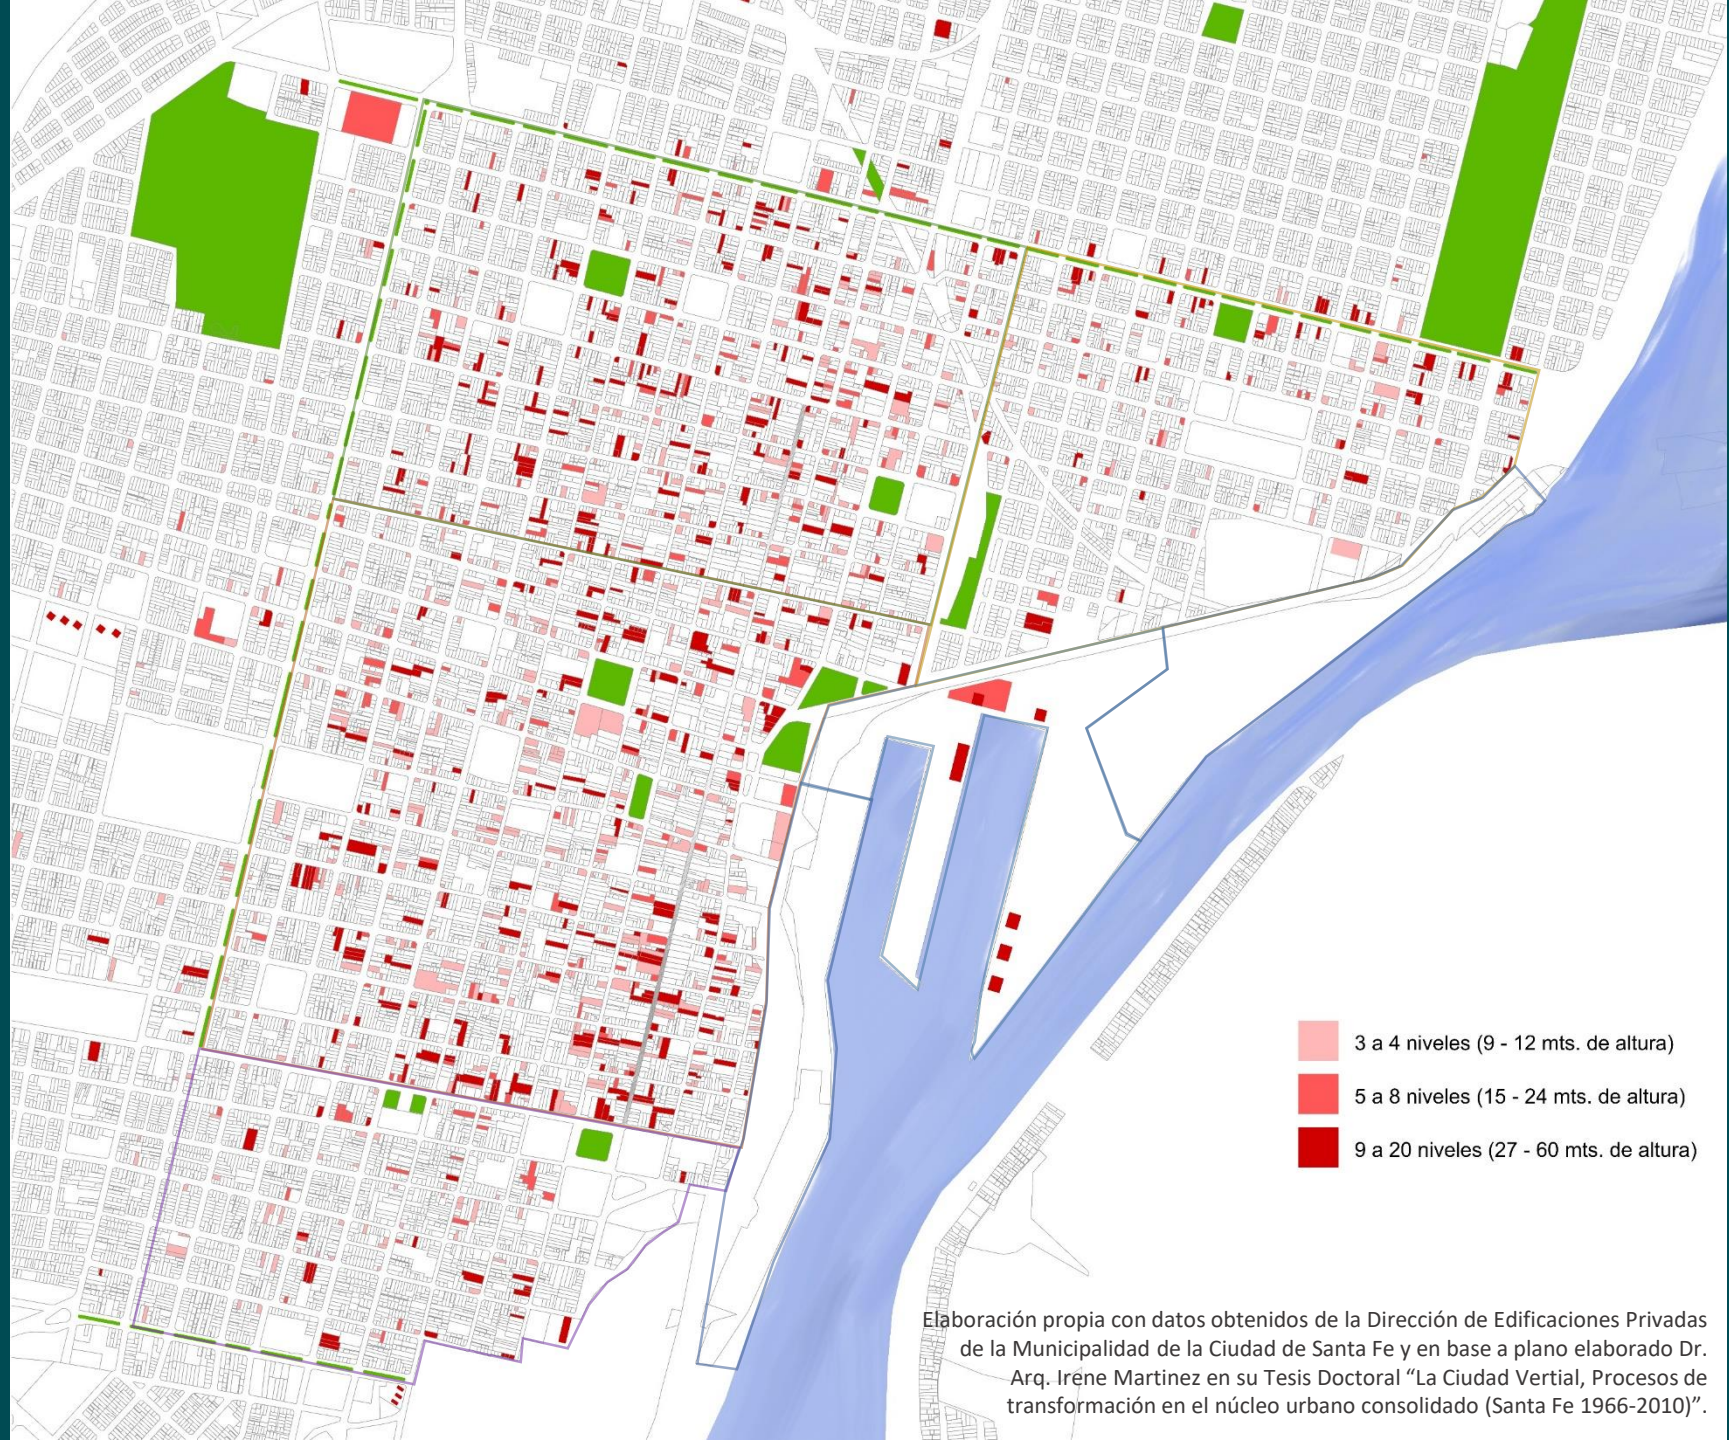 3 a 4 niveles (9 - 12 mts. de altura)
5 a 8 niveles (15 - 24 mts. de altura)
9 a 20 niveles (27 - 60 mts. de altura)
Elaboración propia con datos obtenidos de la Dirección de Edificaciones Privadas
de la Municipalidad de la Ciudad de Santa Fe y en base a plano elaborado Dr.
Arq. Irene Martinez en su Tesis Doctoral “La Ciudad Vertial, Procesos de
transformación en el núcleo urbano consolidado (Santa Fe 1966-2010)”.